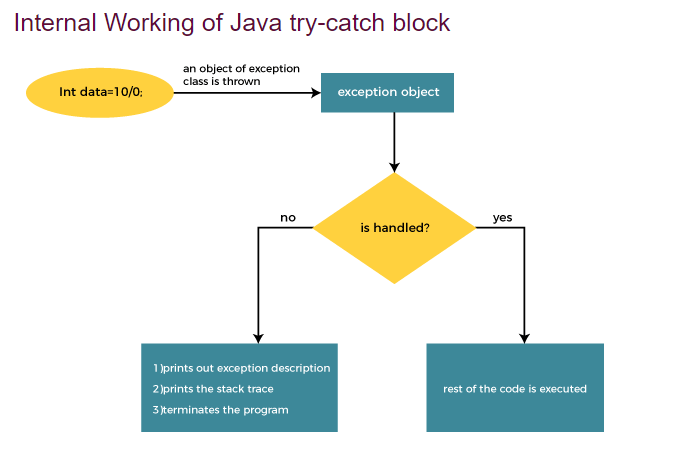 Internal Working of Java try-catch block
an object of exception
class is thrown
Int data=10/0;
exception object
is handled?
no
yes
1)prints out exception description
2)prints the stack trace
3)terminates the program
rest of the code is executed